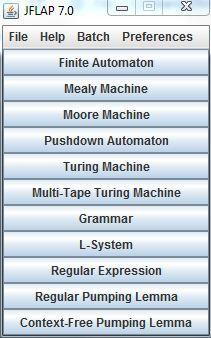 JFLAP 7.0
File Help Batch Preferences
Finite Automaton
Mealy Machine
Moore Machine
Pushdown Automaton
Turing Machine
Multi-Tape Turing Machine
Grammar
L-System
Regular Expression
Regular Pumping Lemma
Context-Free Pumping Lemma